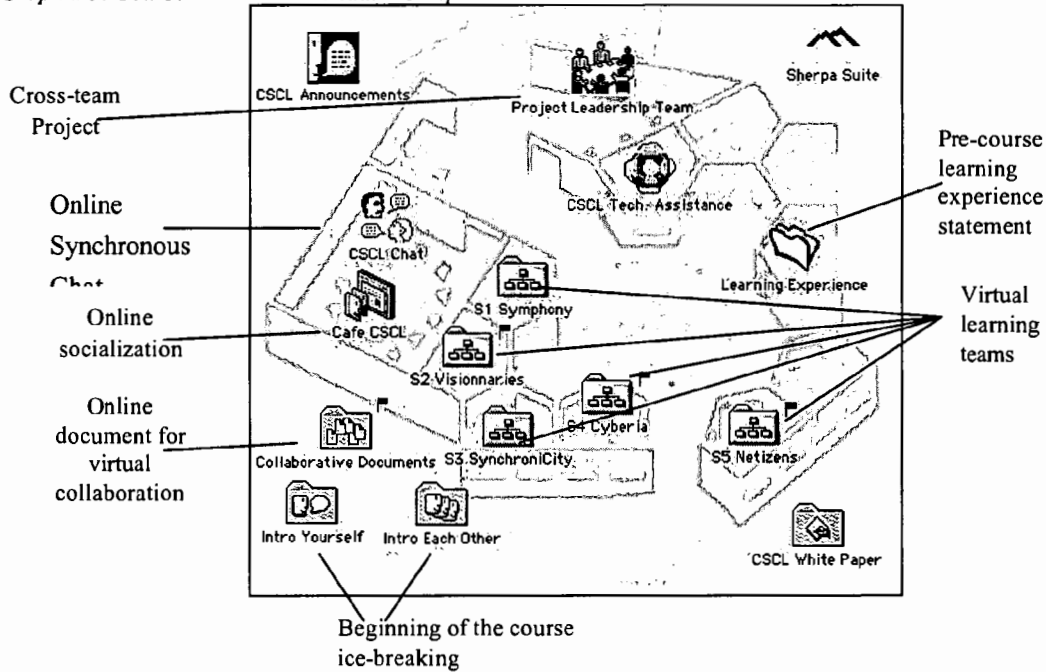 CSCL Announcements
Project Leadership Team
Sherpa Suite
Cross-team
Project
CSCL Tech. Assistance
Pre-course
learning
experience
statement
Online
Synchronous
Chat
CSCL Chat
Learning Experience
Cafe CSCL
S1 Symphony
Online
socialization
S2 Visionnaries
Virtual
learning
teams
Online
document for
virtual
collaboration
Collaborative Documents
S3 SynchroniCity
S4 Cyberia
S5 Netizens
Intro Yourself
Intro Each Other
CSCL White Paper
Beginning of the course
ice-breaking